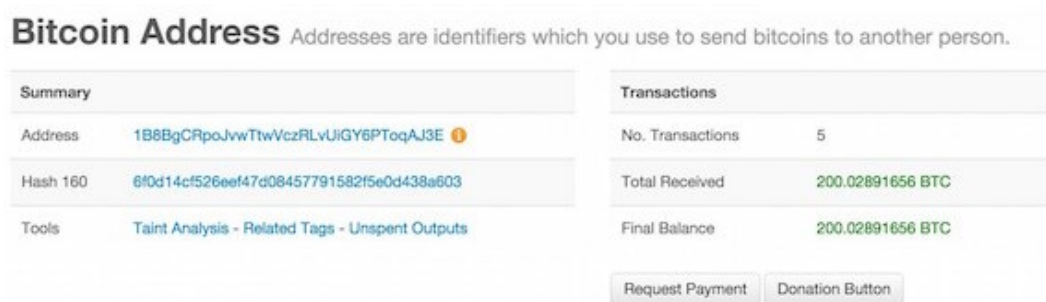 Bitcoin Address Addresses are identifiers which you use to send bitcoins to another person.
Summary
Address 1B8BgCRpoJvwTtwVczRLvUiGY6PToqAJ3E
Hash 160 6f0d14cf526eef47d08457791582f5e0d438a603
Tools Taint Analysis - Related Tags - Unspent Outputs
Transactions
No. Transactions 5
Total Received 200.02891656 BTC
Final Balance 200.02891656 BTC
Request Payment Donation Button